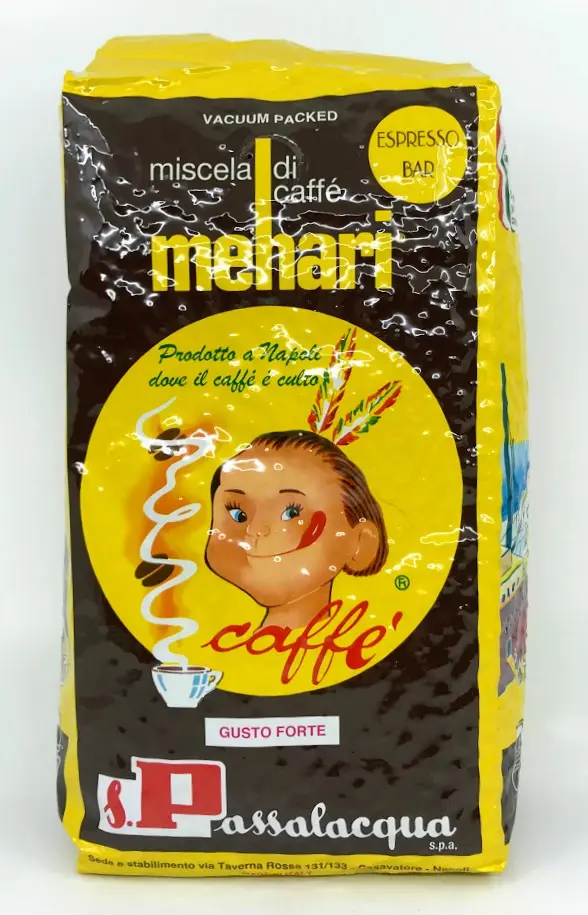 VACUUM PACKED
ESPRESSO
BAR
miscela di
caffé
mehari
Prodotto a Napoli
dove il caffé é culto
®
caffé
GUSTO FORTE
S.Passalacqua
s.p.a.
Sede e stabilimento via Taverna Rossa 131/133 - Casavatore - Napoli